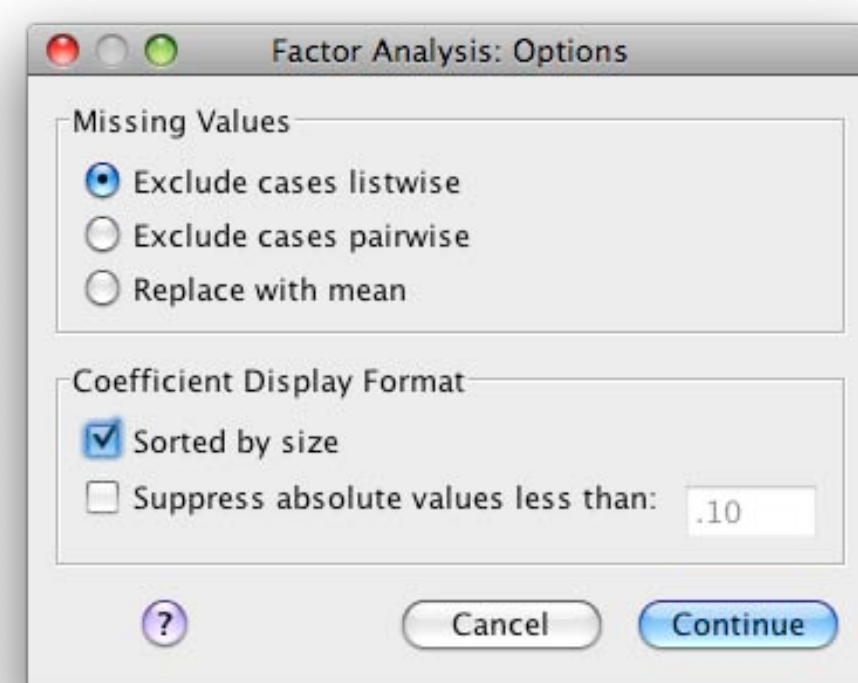 Factor Analysis: Options
Missing Values
Exclude cases listwise
Exclude cases pairwise
Replace with mean
Coefficient Display Format
Sorted by size
Suppress absolute values less than: .10
? Cancel Continue